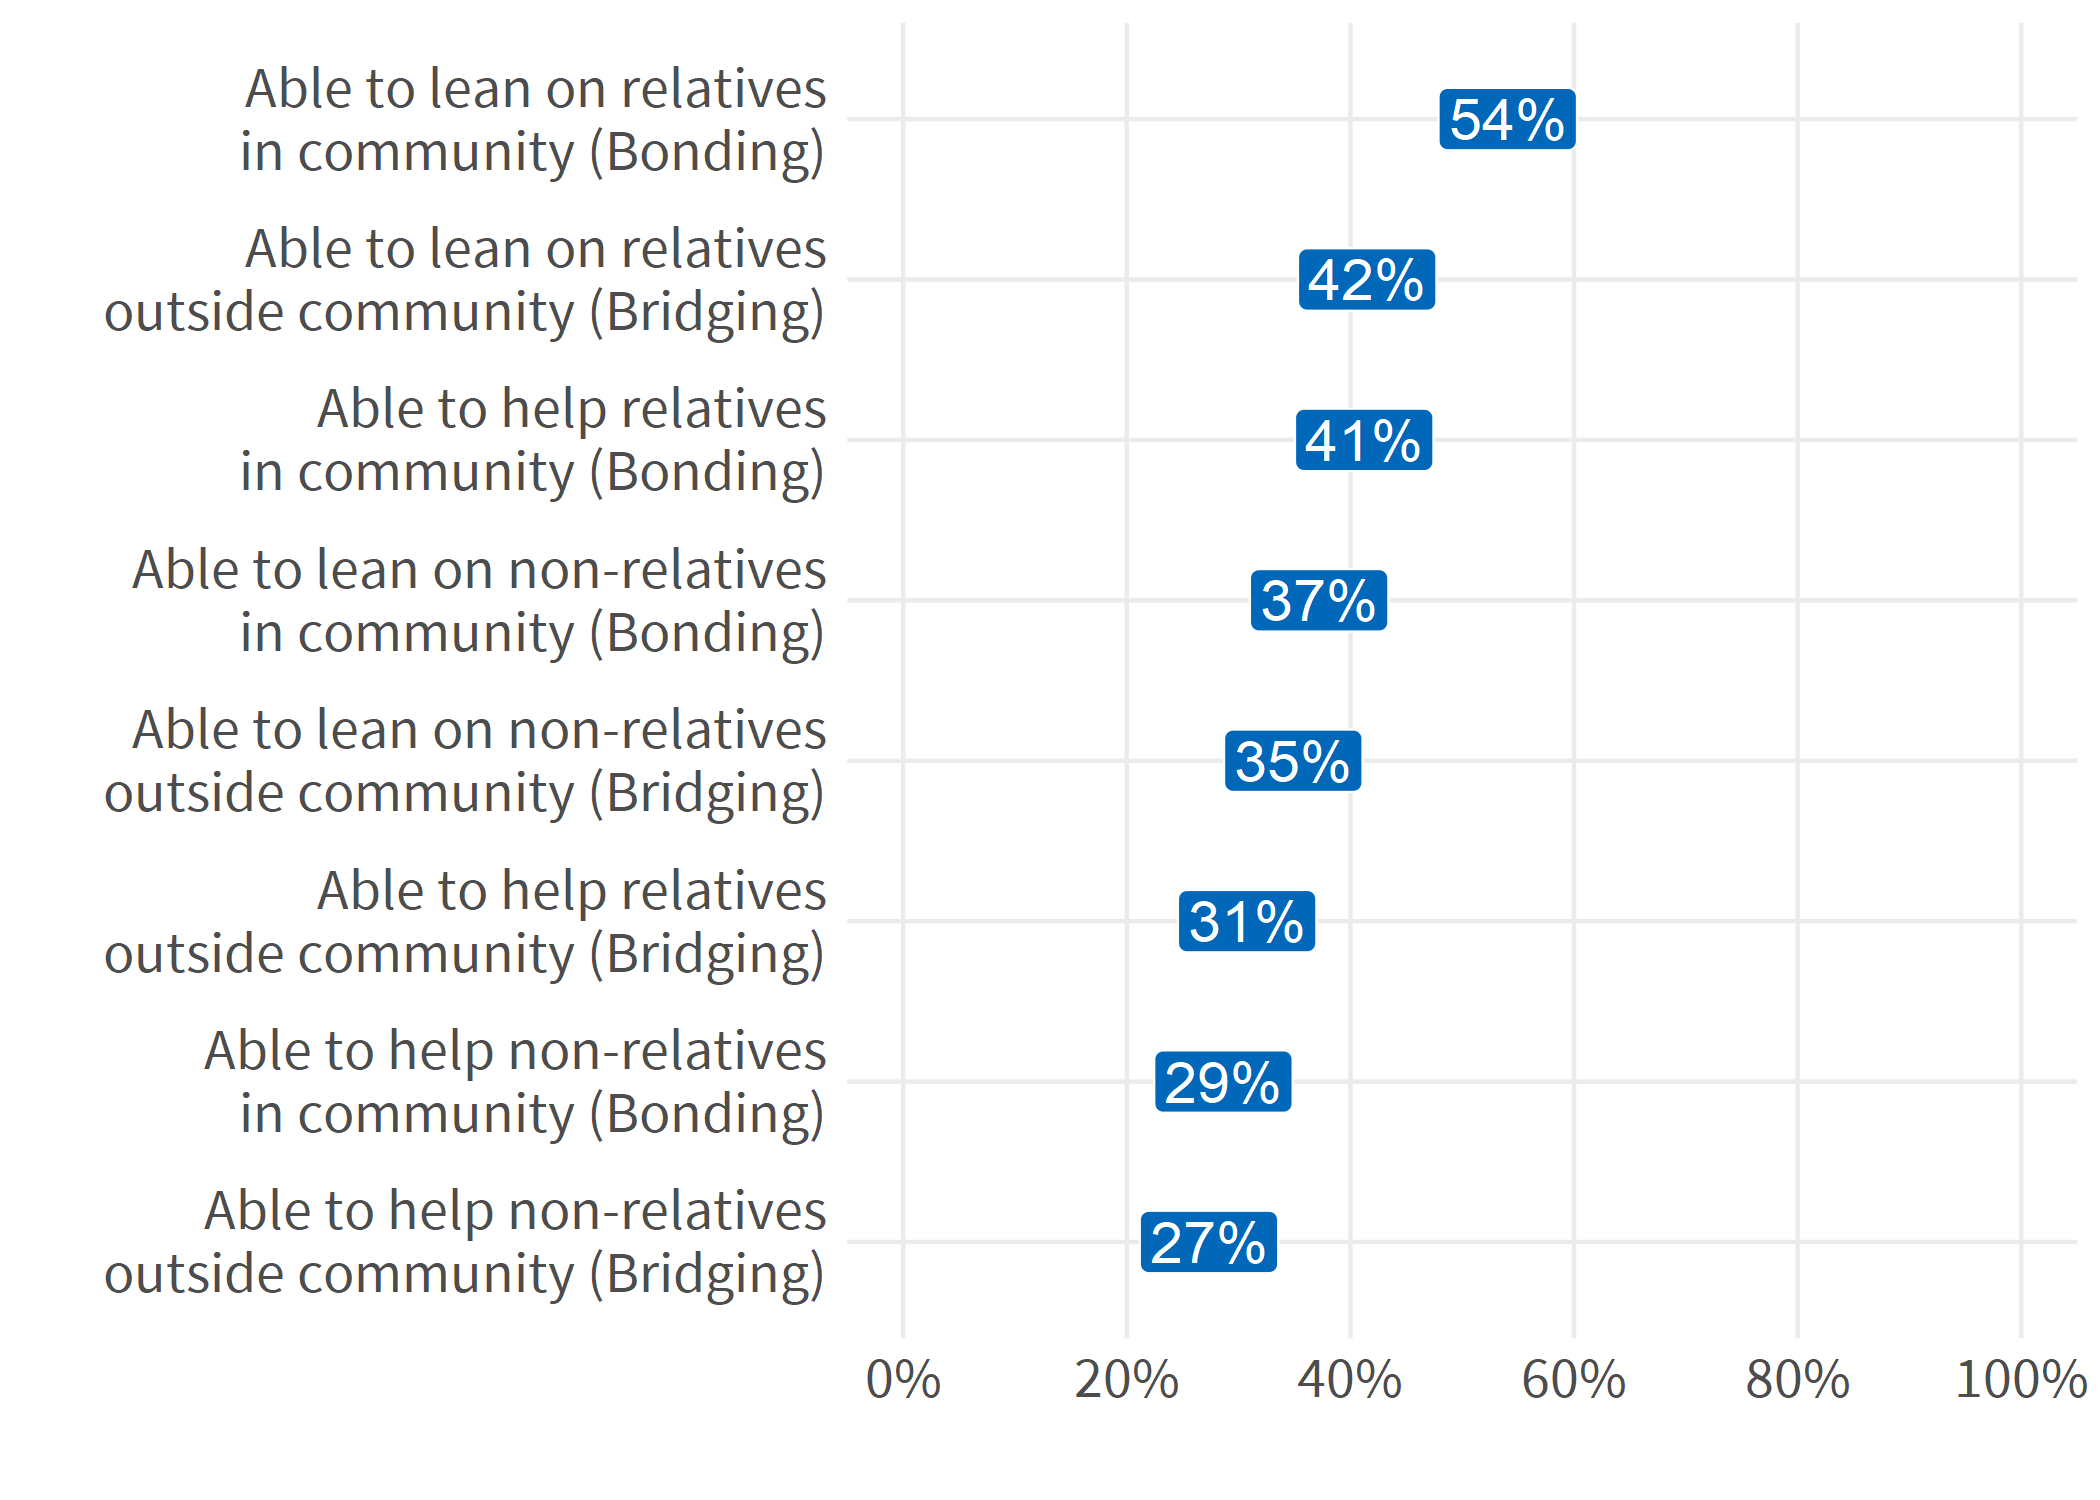 Able to lean on relatives
in community (Bonding)
54%
Able to lean on relatives
outside community (Bridging)
42%
Able to help relatives
in community (Bonding)
41%
Able to lean on non-relatives
in community (Bonding)
37%
Able to lean on non-relatives
outside community (Bridging)
35%
Able to help relatives
outside community (Bridging)
31%
Able to help non-relatives
in community (Bonding)
29%
Able to help non-relatives
outside community (Bridging)
27%
0% 20% 40% 60% 80% 100%